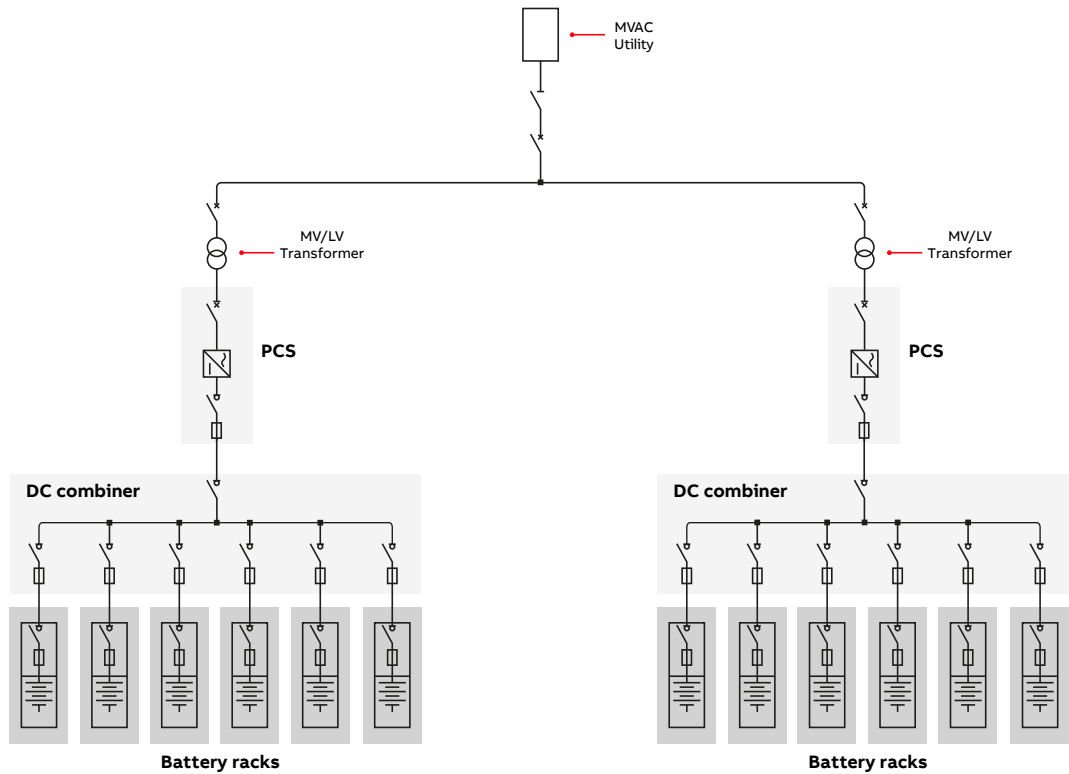 MVAC
Utility
MV/LV
Transformer
MV/LV
Transformer
PCS
PCS
DC combiner
DC combiner
Battery racks
Battery racks